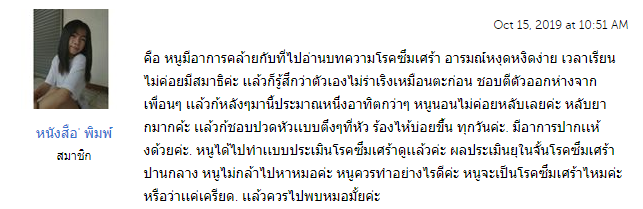 Oct 15, 2019 at 10:51 AM
หนังสือ' พิมพ์
สมาชิก
คือ หนูมีอาการคล้ายกับที่ไปอ่านบทความโรคซึมเศร้า อารมณ์หงุดหงิดง่าย เวลาเรียน
ไม่ค่อยมีสมาธิค่ะ แล้วก็รู้สึกว่าตัวเองไม่ร่าเริงเหมือนตะก่อน ชอบตีตัวออกห่างจาก
เพื่อนๆ แล้วก้หลังๆมานี้ประมาณหนึ่งอาทิตกว่าๆ หนูนอนไม่ค่อยหลับเลยค่ะ หลับยา
กมากค้ะ แล้วก้ชอบปวดหัวแบบตึงๆที่หัว ร้องไห้บ่อยขึ้น ทุกวันค่ะ. มีอาการปากแห้
งด้วยค่ะ. หนูได้ไปทำแบบประเมินโรคซึมเศร้าดูแล้วค่ะ ผลประเมินยุในขั้นโรคซึมเศร้า
ปานกลาง หนูไม่กล้าไปหาหมอค่ะ หนูควรทำอย่างไรดีค่ะ หนูจะเป็นโรคซึมเศร้าไหมค่ะ
หรือว่าแค่เครียด. แล้วควรไปพบหมอมั้ยค่ะ